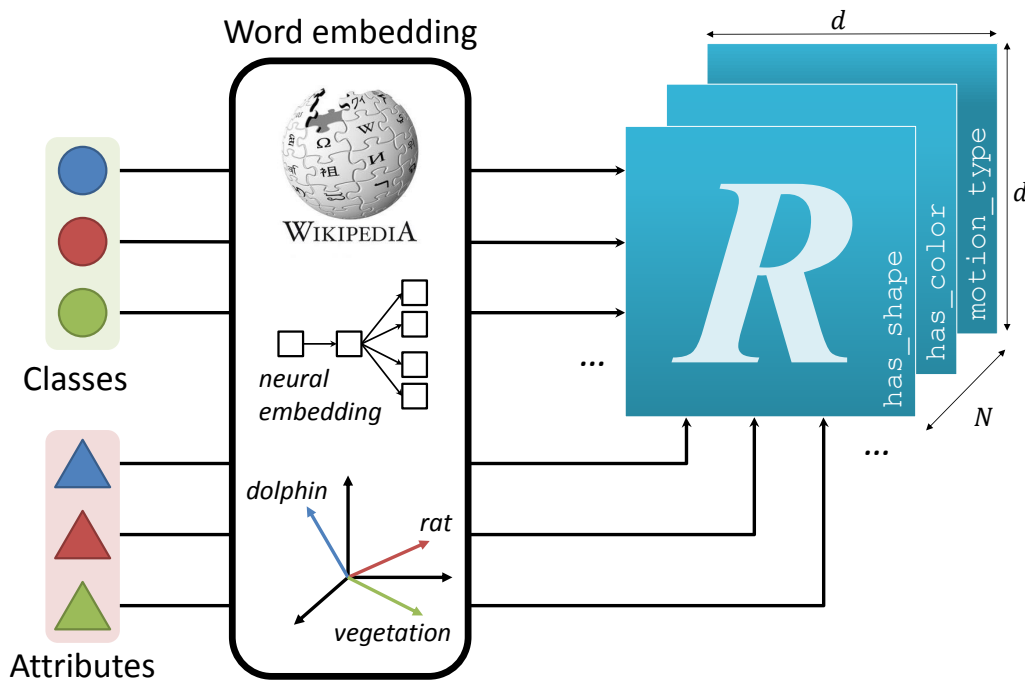 Word embedding
d
WIKIPEDIA
Classes
neural
embedding
...
R
has_shape
has_color
motion_type
d
N
...
dolphin
rat
vegetation
Attributes